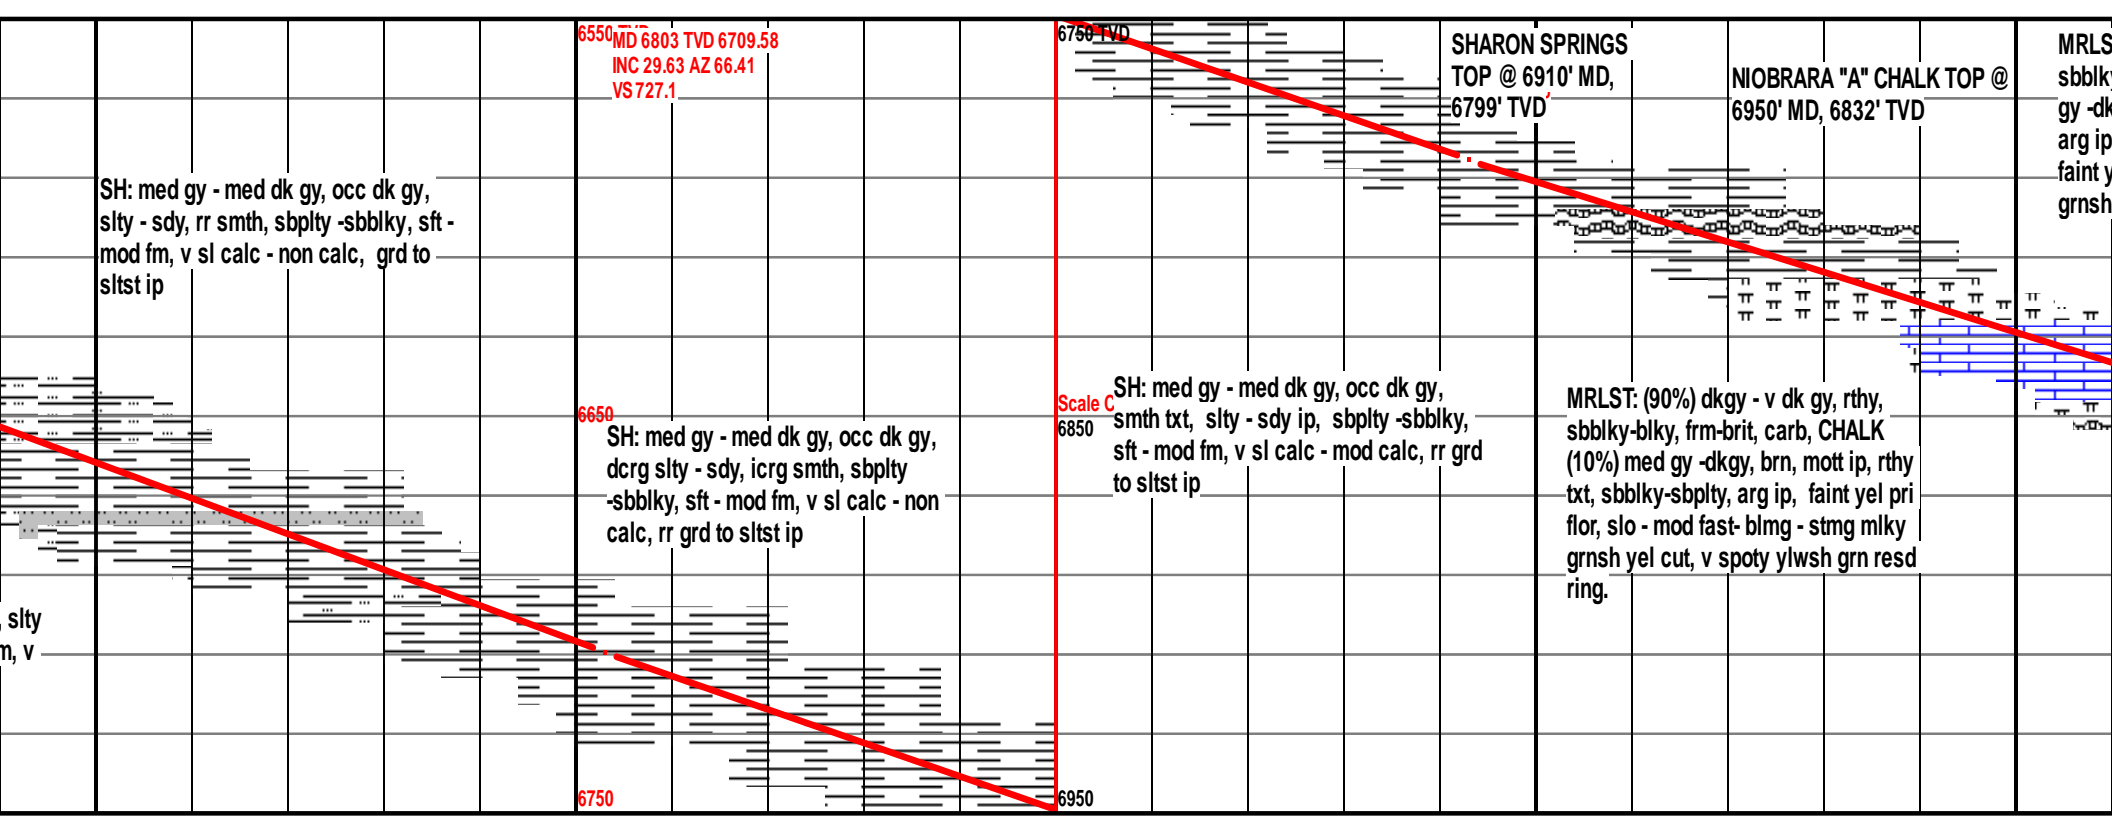 SH: med gy - med dk gy, occ dk gy,
slty - sdy, rr smth, sbplty -sbblky, sft -
mod fm, v sl calc - non calc,  grd to
sltst ip
, slty
m, v
6550 TVD
MD 6803 TVD 6709.58
INC 29.63 AZ 66.41
VS 727.1
6650
SH: med gy - med dk gy, occ dk gy,
dcrg slty - sdy, icrg smth, sbplty
-sbblky, sft - mod fm, v sl calc - non
calc, rr grd to sltst ip
6750
6750 TVD
Scale C
6850
SH: med gy - med dk gy, occ dk gy,
smth txt,  slty - sdy ip,  sbplty -sbblky,
sft - mod fm, v sl calc - mod calc, rr grd
to sltst ip
6950
SHARON SPRINGS
TOP @ 6910' MD,
6799' TVD
NIOBRARA "A" CHALK TOP @
6950' MD, 6832' TVD
MRLST: (90%) dkgy - v dk gy, rthy,
sbblky-blky, frm-brit, carb, CHALK
(10%) med gy -dkgy, brn, mott ip, rthy
txt, sbblky-sbplty, arg ip,  faint yel pri
flor, slo - mod fast- blmg - stmg mlky
grnsh yel cut, v spoty ylwsh grn resd
ring.
MRLS
sbblky
gy -dk
arg ip
faint y
grnsh